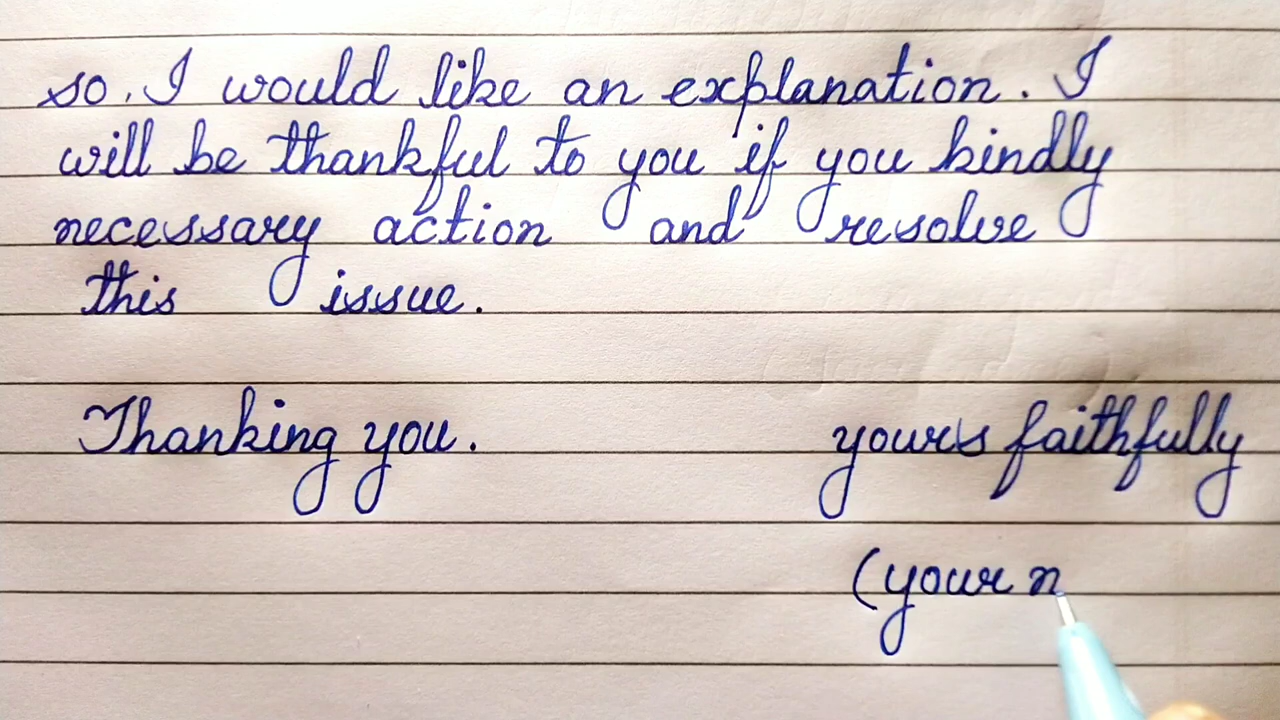 so. I would like an explanation. I
will be thankful to you if you kindly
necessary action and resolve
this issue.
Thanking you. yours faithfully
(your n